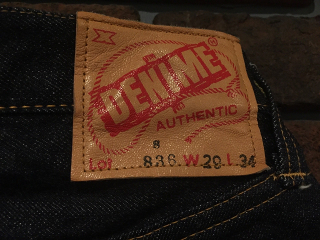 DENIME®
AUTHENTIC
8
Lot 836 W.29.L.34